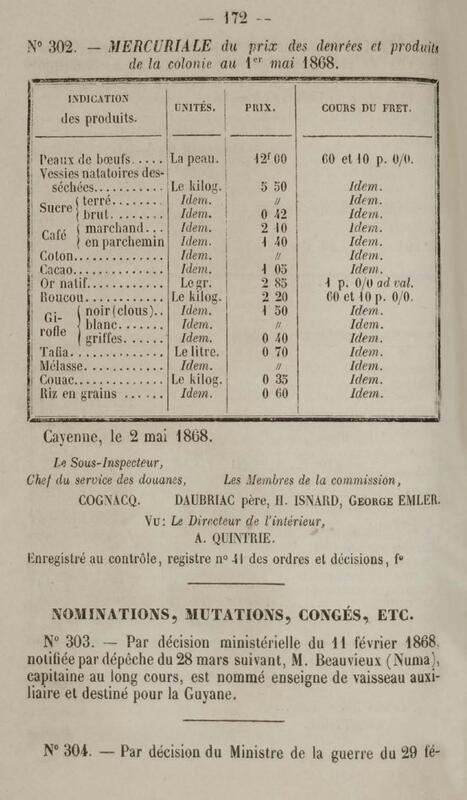 — 172 --
N° 302. — MERCURIALE du prix des denrées et produits
de la colonie au 1er mai 1868.
INDICATION des produits. UNITÉS. PRIX. COURS DU FRET.
Peaux de bœufs..... La peau. 12f 00 60 et 10 p. 0/0.
Vessies natatoires des-
séchées........... Le kilog. 5 50 Idem.
Sucre { terré........ Idem. // Idem.
{ brut........ Idem. 0 42 Idem.
Café { marchand... Idem. 2 10 Idem.
{ en parchemin Idem. 1 40 Idem.
Coton.............. Idem. // Idem.
Cacao.............. Idem. 1 05 Idem.
Or natif............ Le gr. 2 85 1 p. 0/0 ad val.
Roucou............. Le kilog. 2 20 60 et 10 p. 0/0.
Gi-rofle { noir (clous).. Idem. 1 50 Idem.
{ blanc....... Idem. // Idem.
{ griffes...... Idem. 0 40 Idem.
Tafia............... Le litre. 0 70 Idem.
Mélasse............ Idem. // Idem.
Couac.............. Le kilog. 0 35 Idem.
Riz en grains ...... Idem. 0 60 Idem.
Cayenne, le 2 mai 1868.
Le Sous-Inspecteur,
Chef du service des douanes, Les Membres de la commission,
COGNACQ. DAUBRIAC père, H. ISNARD, GEORGE EMLER.
VU: Le Directeur de l'intérieur,
A. QUINTRIE.
Enregistré au contrôle, registre n° 41 des ordres et décisions, f°
NOMINATIONS, MUTATIONS, CONGÉS, ETC.
N° 303. — Par décision ministérielle du 11 février 1868,
notifiée par dépêche du 28 mars suivant, M. Beauvieux (Numa),
capitaine au long cours, est nommé enseigne de vaisseau auxi-
liaire et destiné pour la Guyane.
N° 304. — Par décision du Ministre de la guerre du 29 fé-